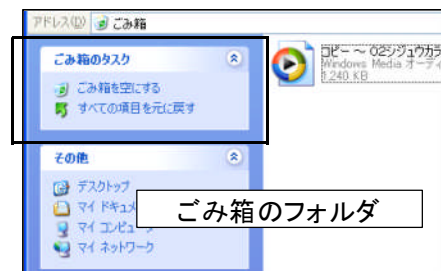 アドレス(D) ごみ箱
ごみ箱のタスク
ごみ箱を空にする
すべての項目を元に戻す
コピー ～ 02シジュウカラ
Windows Media オーディ
1,240 KB
その他
デスクトップ
マイ ドキュメ
マイ コンピュータ
マイ ネットワーク
ごみ箱のフォルダ